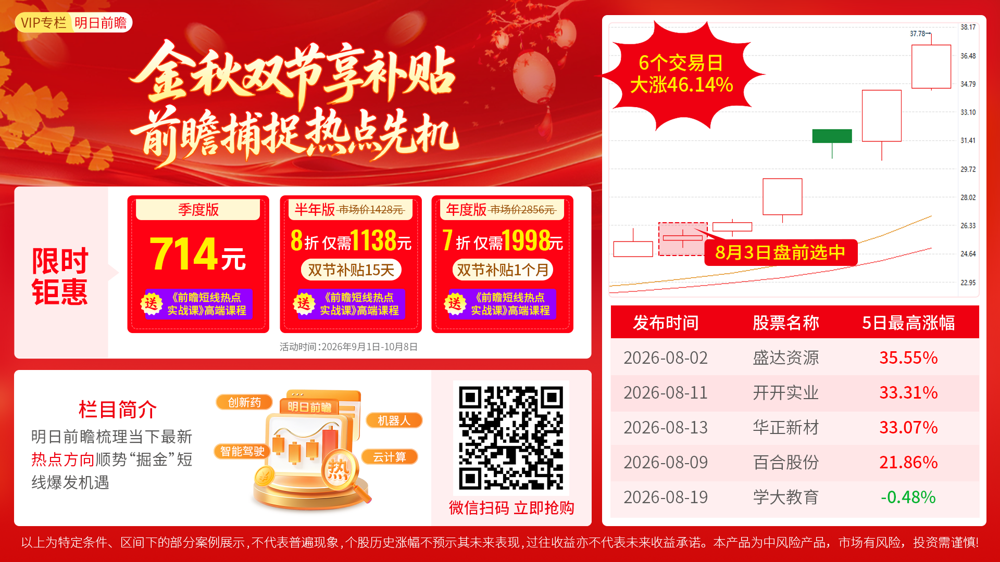 VIP专栏 明日前瞻
金秋双节享补贴
前瞻捕捉热点先机
限时
钜惠
季度版
714元
送
《前瞻短线热点
实战课》高端课程
半年版 市场价1428元
8折 仅需1138元
双节补贴15天
送
《前瞻短线热点
实战课》高端课程
年度版 市场价2856元
7折 仅需1998元
双节补贴1个月
送
《前瞻短线热点
实战课》高端课程
活动时间:2026年9月1日-10月8日
栏目简介
明日前瞻梳理当下最新
热点方向顺势“掘金”短
线爆发机遇
创新药
明日前瞻
机器人
智能驾驶
云计算
热
¥
微信扫码 立即抢购
6个交易日
大涨46.14%
37.78→
38.17
36.48
34.79
33.10
31.41
29.72
28.02
26.33
24.64
22.95
8月3日盘前选中
发布时间 股票名称 5日最高涨幅
2026-08-02 盛达资源 35.55%
2026-08-11 开开实业 33.31%
2026-08-13 华正新材 33.07%
2026-08-09 百合股份 21.86%
2026-08-19 学大教育 -0.48%
以上为特定条件、区间下的部分案例展示,不代表普遍现象,个股历史涨幅不预示其未来表现,过往收益亦不代表未来收益承诺。本产品为中风险产品，市场有风险，投资需谨慎!